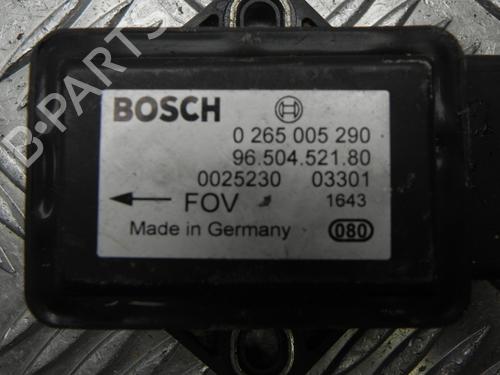 B-PARTS
BOSCH
0 265 005 290
96.504.521.80
0025230 03301
FOV 1643
Made in Germany 080